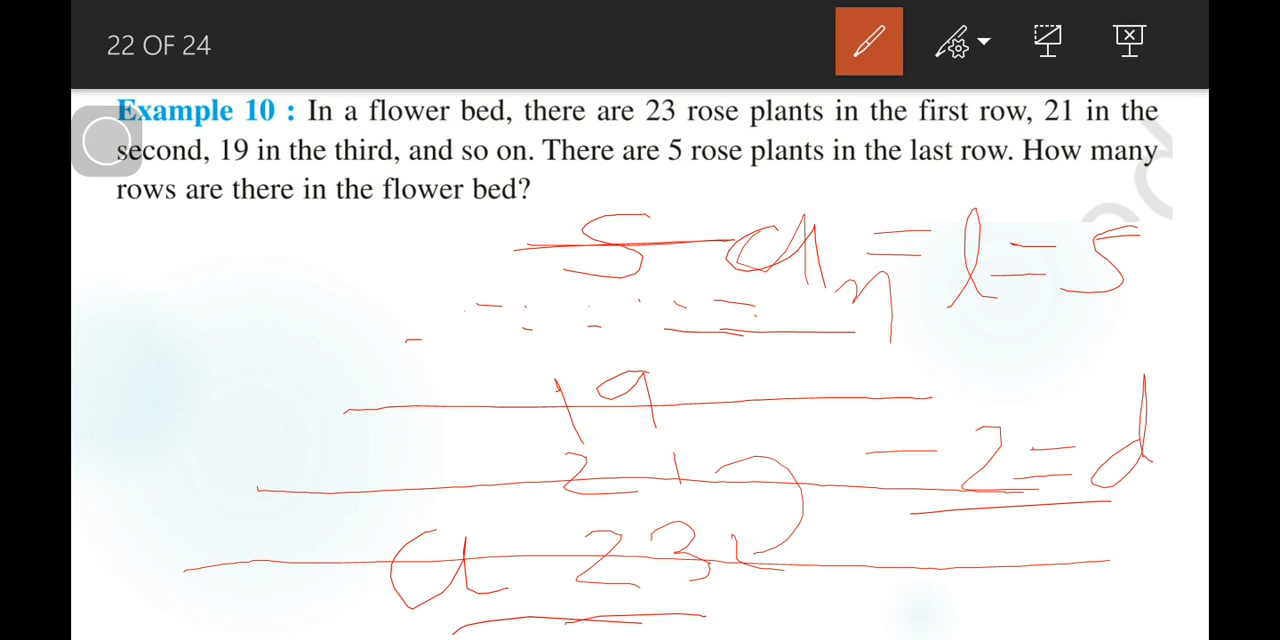 22 OF 24
Example 10 : In a flower bed, there are 23 rose plants in the first row, 21 in the
second, 19 in the third, and so on. There are 5 rose plants in the last row. How many
rows are there in the flower bed?
5 an = l = 5
19
21 - 2 = d
a 23